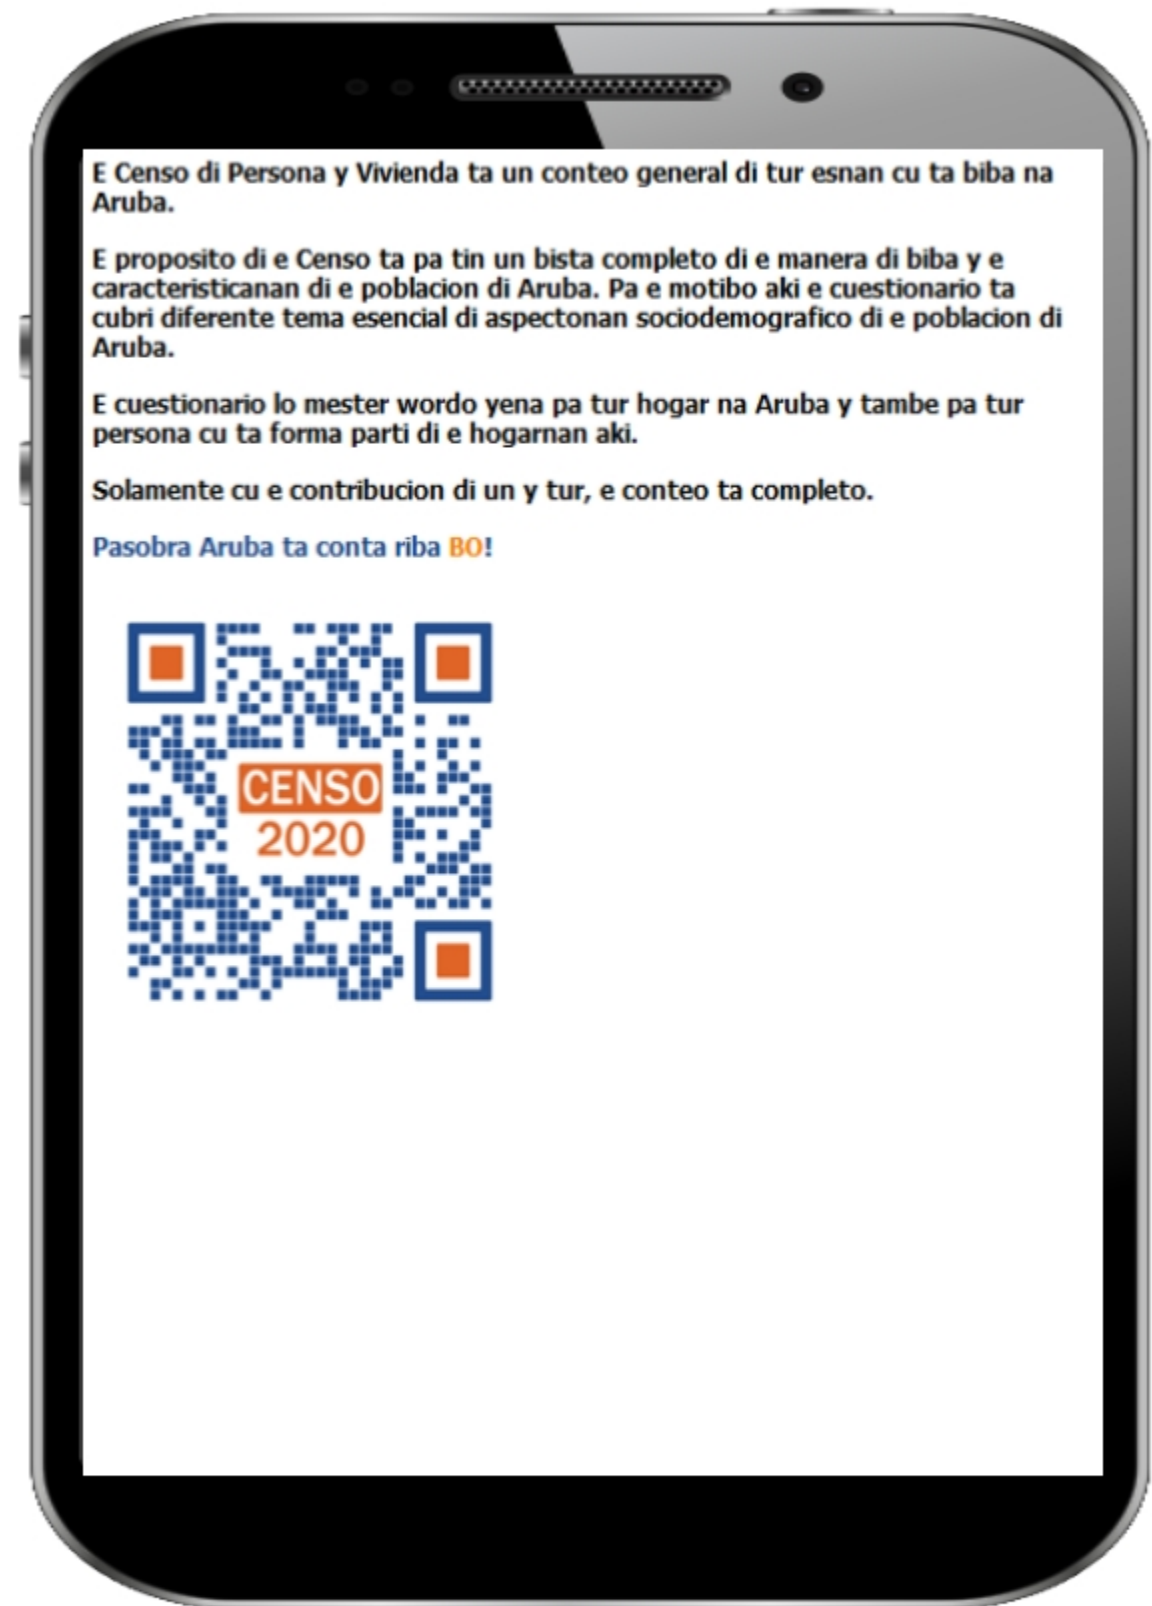 E Censo di Persona y Vivienda ta un conteo general di tur esnan cu ta biba na
Aruba.
E proposito di e Censo ta pa tin un bista completo di e manera di biba y e
caracteristicanan di e poblacion di Aruba. Pa e motibo aki e cuestionario ta
cubri diferente tema esencial di aspectonan sociodemografico di e poblacion di
Aruba.
E cuestionario lo mester wordo yena pa tur hogar na Aruba y tambe pa tur
persona cu ta forma parti di e hogarnan aki.
Solamente cu e contribucion di un y tur, e conteo ta completo.
Pasobra Aruba ta conta riba BO!
CENSO
2020